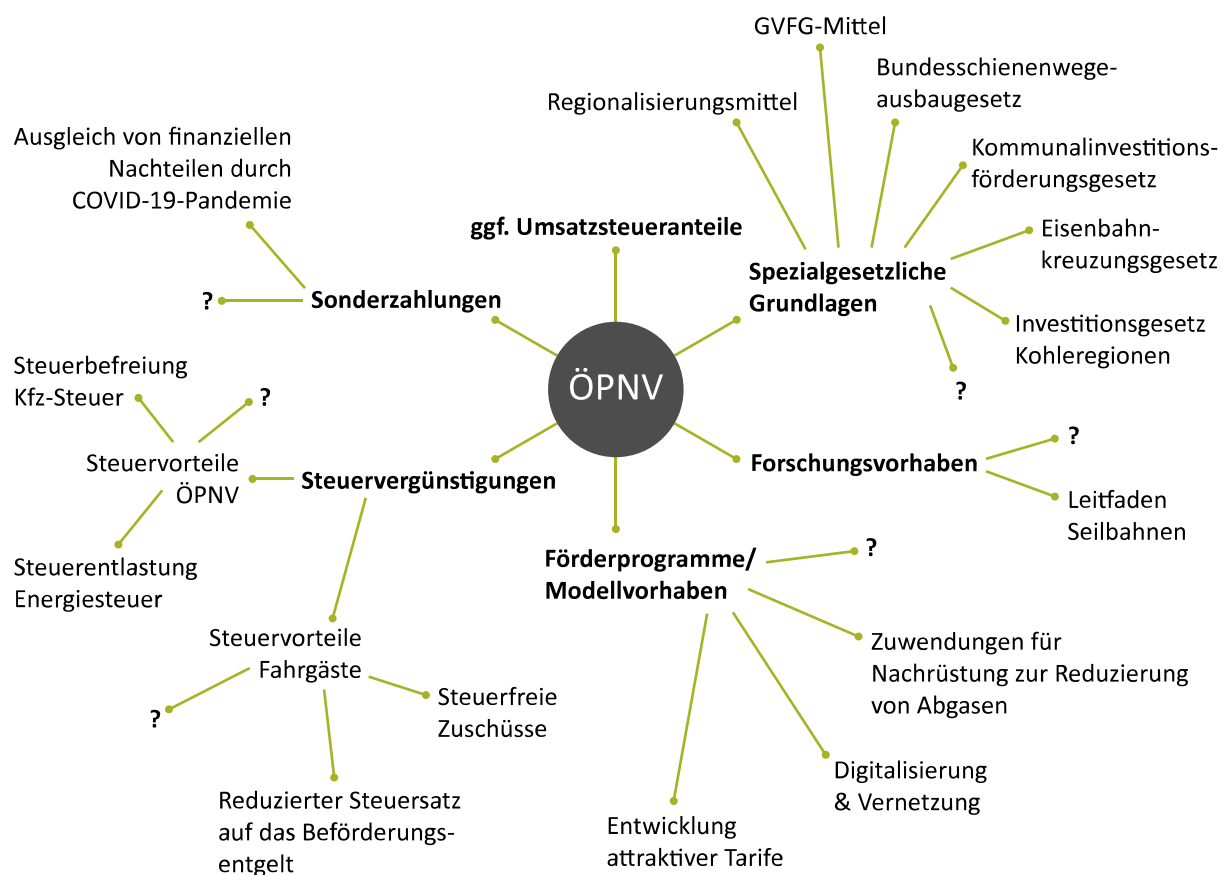 GVFG-Mittel
Bundesschienenwege-
ausbaugesetz
Regionalisierungsmittel
Kommunalinvestitions-
förderungsgesetz
Eisenbahn-
kreuzungsgesetz
Investitionsgesetz
Kohleregionen
?
Spezialgesetzliche
Grundlagen
ggf. Umsatzsteueranteile
Ausgleich von finanziellen
Nachteilen durch
COVID-19-Pandemie
?
Sonderzahlungen
ÖPNV
Steuerbefreiung
Kfz-Steuer
?
Steuervorteile
ÖPNV
Steuervergünstigungen
Steuerentlastung
Energiesteuer
Steuervorteile
Fahrgäste
?
Steuerfreie
Zuschüsse
Reduzierter Steuersatz
auf das Beförderungs-
entgelt
Forschungsvorhaben
?
Leitfaden
Seilbahnen
Förderprogramme/
Modellvorhaben
?
Zuwendungen für
Nachrüstung zur Reduzierung
von Abgasen
Digitalisierung
& Vernetzung
Entwicklung
attraktiver Tarife